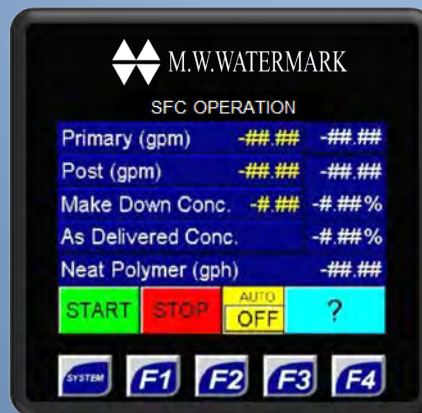 M.W.WATERMARK
SFC OPERATION
Primary (gpm) -##.## -##.##
Post (gpm) -##.## -##.##
Make Down Conc. -#.## -#.##%
As Delivered Conc. -#.##%
Neat Polymer (gph) -##.##
START STOP AUTO OFF ?
SYSTEM F1 F2 F3 F4